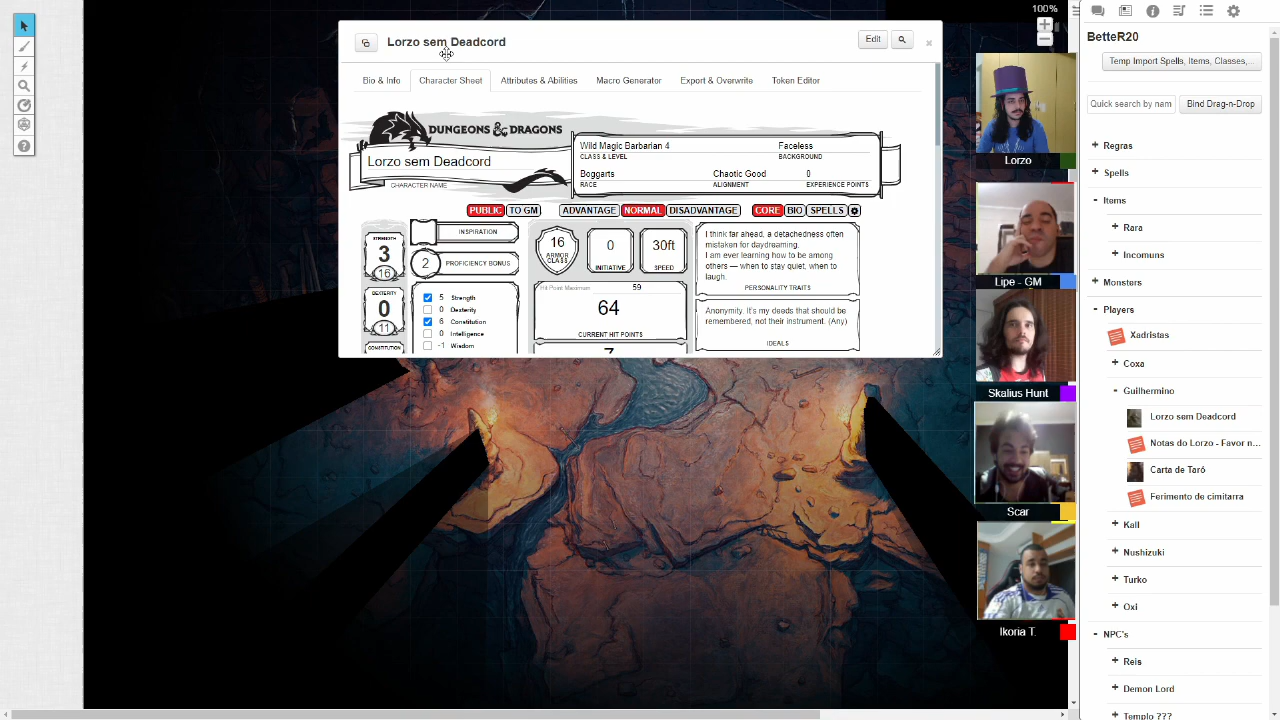 100%
Lorzo sem Deadcord
Edit
Bio & Info
Character Sheet
Attributes & Abilities
Macro Generator
Export & Overwrite
Token Editor
DUNGEONS & DRAGONS
Lorzo sem Deadcord
CHARACTER NAME
Wild Magic Barbarian 4
Faceless
CLASS & LEVEL
BACKGROUND
Boggarts
Chaotic Good
0
RACE
ALIGNMENT
EXPERIENCE POINTS
PUBLIC TO GM
ADVANTAGE NORMAL DISADVANTAGE
CORE BIO SPELLS
STRENGTH
3
16
DEXTERITY
0
11
CONSTITUTION
INSPIRATION
2 PROFICIENCY BONUS
5 Strength
0 Dexterity
6 Constitution
0 Intelligence
-1 Wisdom
16
ARMOR
CLASS
0
INITIATIVE
30ft
SPEED
Hit Point Maximum 59
64
CURRENT HIT POINTS
I think far ahead, a detachedness often
mistaken for daydreaming.
I am ever learning how to be among
others — when to stay quiet, when to
laugh.
PERSONALITY TRAITS
Anonymity. It's my deeds that should be
remembered, not their instrument. (Any)
IDEALS
Lorzo
Lipe - GM
Skalius Hunt
Scar
Ikoria T.
BetteR20
Temp Import Spells, Items, Classes,...
Quick search by nam
Bind Drag-n-Drop
+ Regras
+ Spells
- Items
+ Rara
+ Incomuns
+ Monsters
- Players
Xadristas
+ Coxa
- Guilhermino
Lorzo sem Deadcord
Notas do Lorzo - Favor n...
Carta de Taró
Ferimento de cimitarra
+ Kall
+ Nushizuki
+ Turko
+ Oxi
- NPC's
+ Reis
+ Demon Lord
+ Templo ???